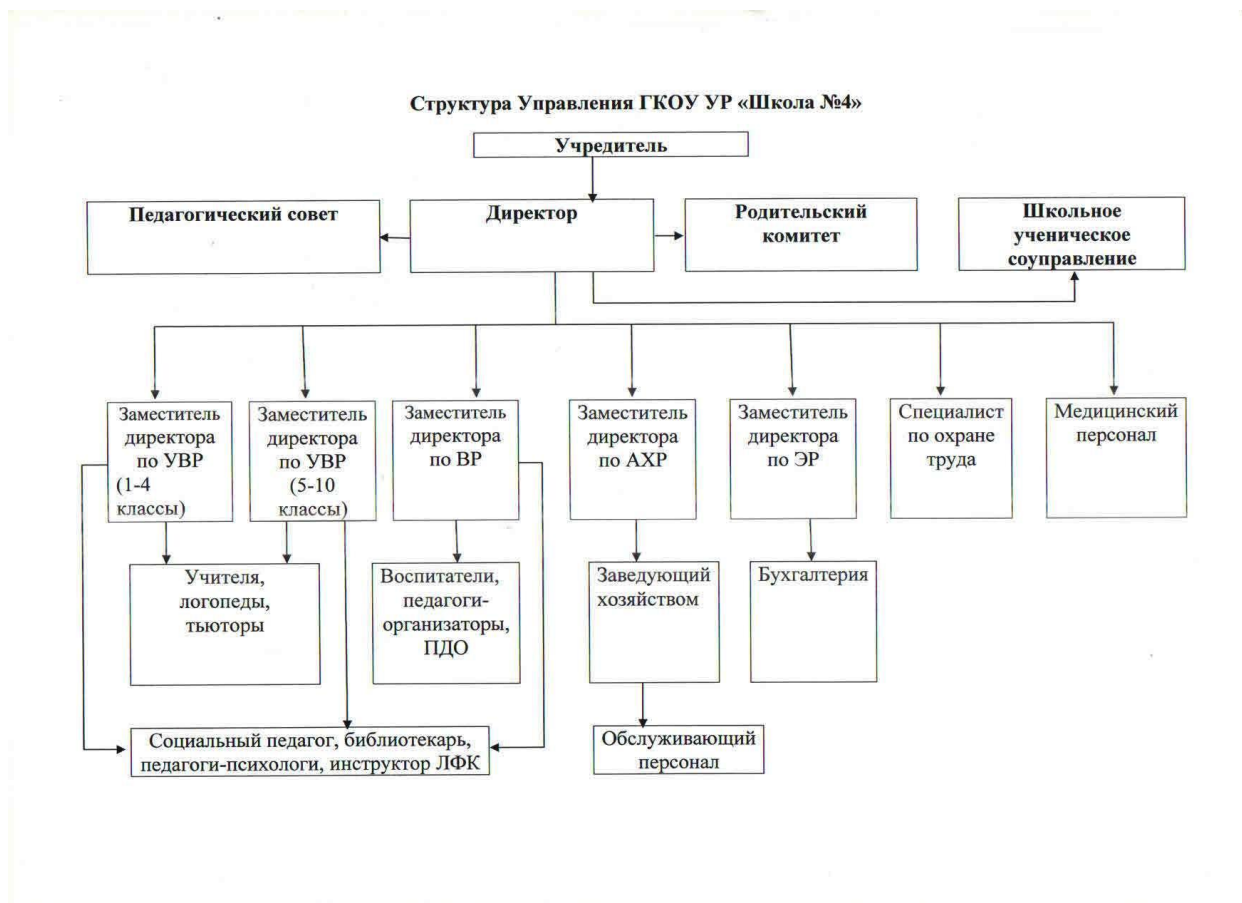 Структура Управления ГКОУ УР «Школа №4»
Учредитель
Педагогический совет
Директор
Родительский
комитет
Школьное
ученическое
соуправление
Заместитель
директора
по УВР
(1-4
классы)
Заместитель
директора
по УВР
(5-10
классы)
Заместитель
директора
по ВР
Заместитель
директора
по АХР
Заместитель
директора
по ЭР
Специалист
по охране
труда
Медицинский
персонал
Учителя,
логопеды,
тьюторы
Воспитатели,
педагоги-
организаторы,
ПДО
Заведующий
хозяйством
Бухгалтерия
Социальный педагог, библиотекарь,
педагоги-психологи, инструктор ЛФК
Обслуживающий
персонал